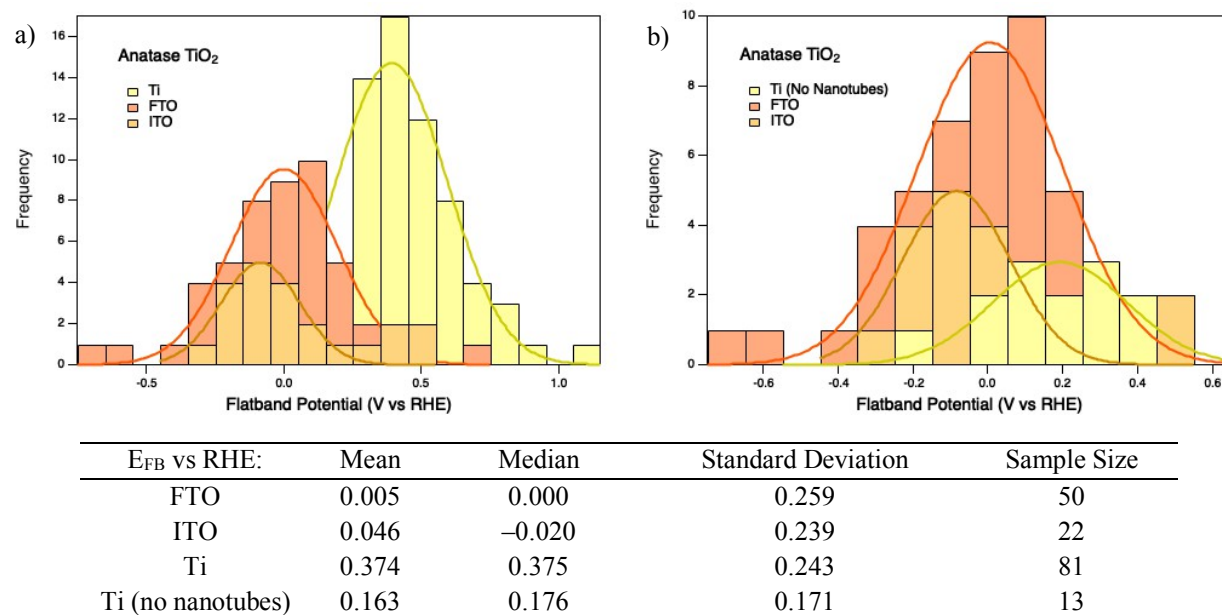 a)
Anatase TiO₂
Ti
FTO
ITO
16
14
12
10
8
6
4
2
0
Frequency
-0.5 0.0 0.5 1.0
Flatband Potential (V vs RHE)
b)
Anatase TiO₂
Ti (No Nanotubes)
FTO
ITO
10
8
6
4
2
0
Frequency
-0.6 -0.4 -0.2 0.0 0.2 0.4 0.6
Flatband Potential (V vs RHE)
E_FB vs RHE: Mean Median Standard Deviation Sample Size
FTO 0.005 0.000 0.259 50
ITO 0.046 –0.020 0.239 22
Ti 0.374 0.375 0.243 81
Ti (no nanotubes) 0.163 0.176 0.171 13